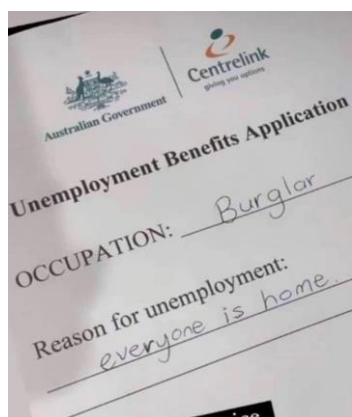 Australian Government
Centrelink
giving you options
Unemployment Benefits Application
OCCUPATION: Burglar
Reason for unemployment:
everyone is home.